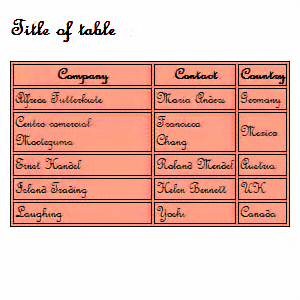 Title of table
Company Contact Country
Alfreds Futterkiste Maria Anders Germany
Centro comercial Moctezuma Francisco Chang Mexico
Ernst Handel Roland Mendel Austria
Island Trading Helen Bennett UK
Laughing Yoshi Canada